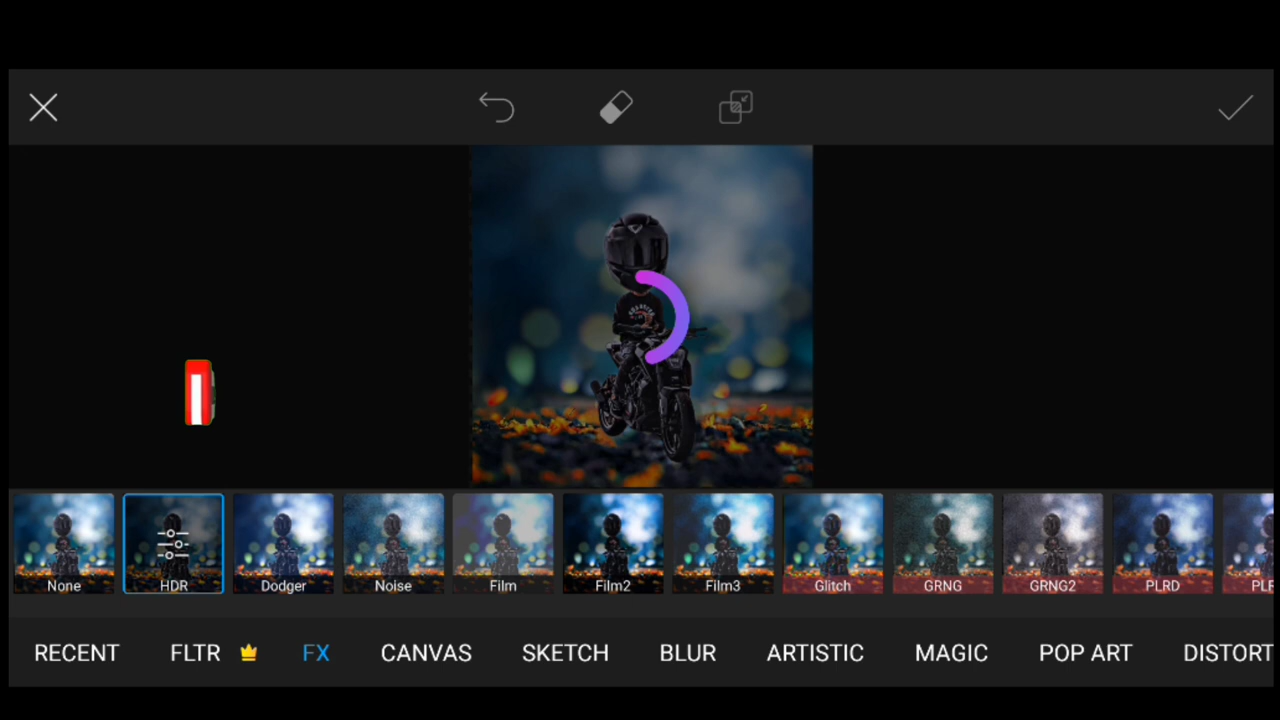 None HDR Dodger Noise Film Film2 Film3 Glitch GRNG GRNG2 PLRD
RECENT FLTR FX CANVAS SKETCH BLUR ARTISTIC MAGIC POP ART DISTORT